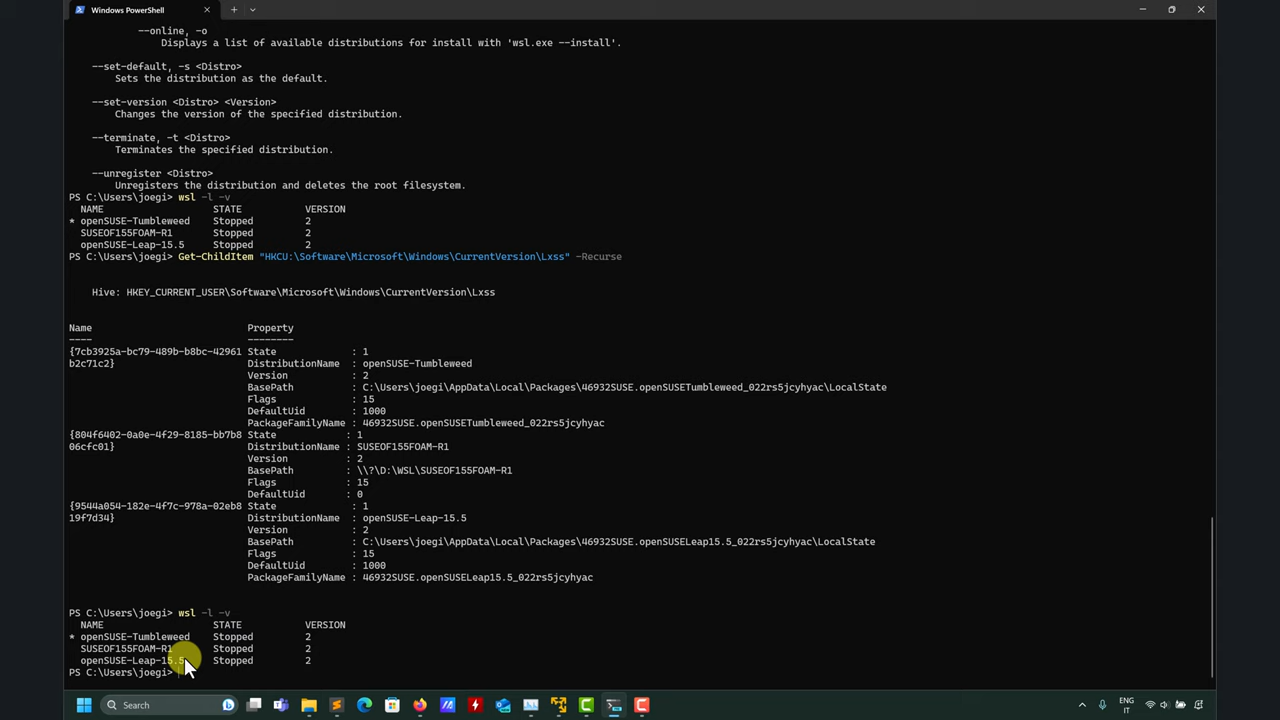 Windows PowerShell
--online, -o
Displays a list of available distributions for install with 'wsl.exe --install'.
--set-default, -s <Distro>
Sets the distribution as the default.
--set-version <Distro> <Version>
Changes the version of the specified distribution.
--terminate, -t <Distro>
Terminates the specified distribution.
--unregister <Distro>
Unregisters the distribution and deletes the root filesystem.
PS C:\Users\joegi> wsl -l -v
NAME STATE VERSION
* openSUSE-Tumbleweed Stopped 2
SUSEOF155FOAM-R1 Stopped 2
openSUSE-Leap-15.5 Stopped 2
PS C:\Users\joegi> Get-ChildItem "HKCU:\Software\Microsoft\Windows\CurrentVersion\Lxss" -Recurse
Hive: HKEY_CURRENT_USER\Software\Microsoft\Windows\CurrentVersion\Lxss
Name Property
---- --------
{7cb3925a-bc79-489b-b8bc-42961 State : 1
b2c71c2} DistributionName : openSUSE-Tumbleweed
Version : 2
BasePath : C:\Users\joegi\AppData\Local\Packages\46932SUSE.openSUSETumbleweed_022rs5jcyhyac\LocalState
Flags : 15
DefaultUid : 1000
PackageFamilyName : 46932SUSE.openSUSETumbleweed_022rs5jcyhyac
{804f6402-0a0e-4f29-8185-bb7b8 State : 1
06cfc01} DistributionName : SUSEOF155FOAM-R1
Version : 2
BasePath : \\?\D:\WSL\SUSEOF155FOAM-R1
Flags : 15
DefaultUid : 0
{9544a054-182e-4f7c-978a-02eb8 State : 1
19f7d34} DistributionName : openSUSE-Leap-15.5
Version : 2
BasePath : C:\Users\joegi\AppData\Local\Packages\46932SUSE.openSUSELeap15.5_022rs5jcyhyac\LocalState
Flags : 15
DefaultUid : 1000
PackageFamilyName : 46932SUSE.openSUSELeap15.5_022rs5jcyhyac
PS C:\Users\joegi> wsl -l -v
NAME STATE VERSION
* openSUSE-Tumbleweed Stopped 2
SUSEOF155FOAM-R1 Stopped 2
openSUSE-Leap-15.5 Stopped 2
PS C:\Users\joegi>
Search
ENG
IT